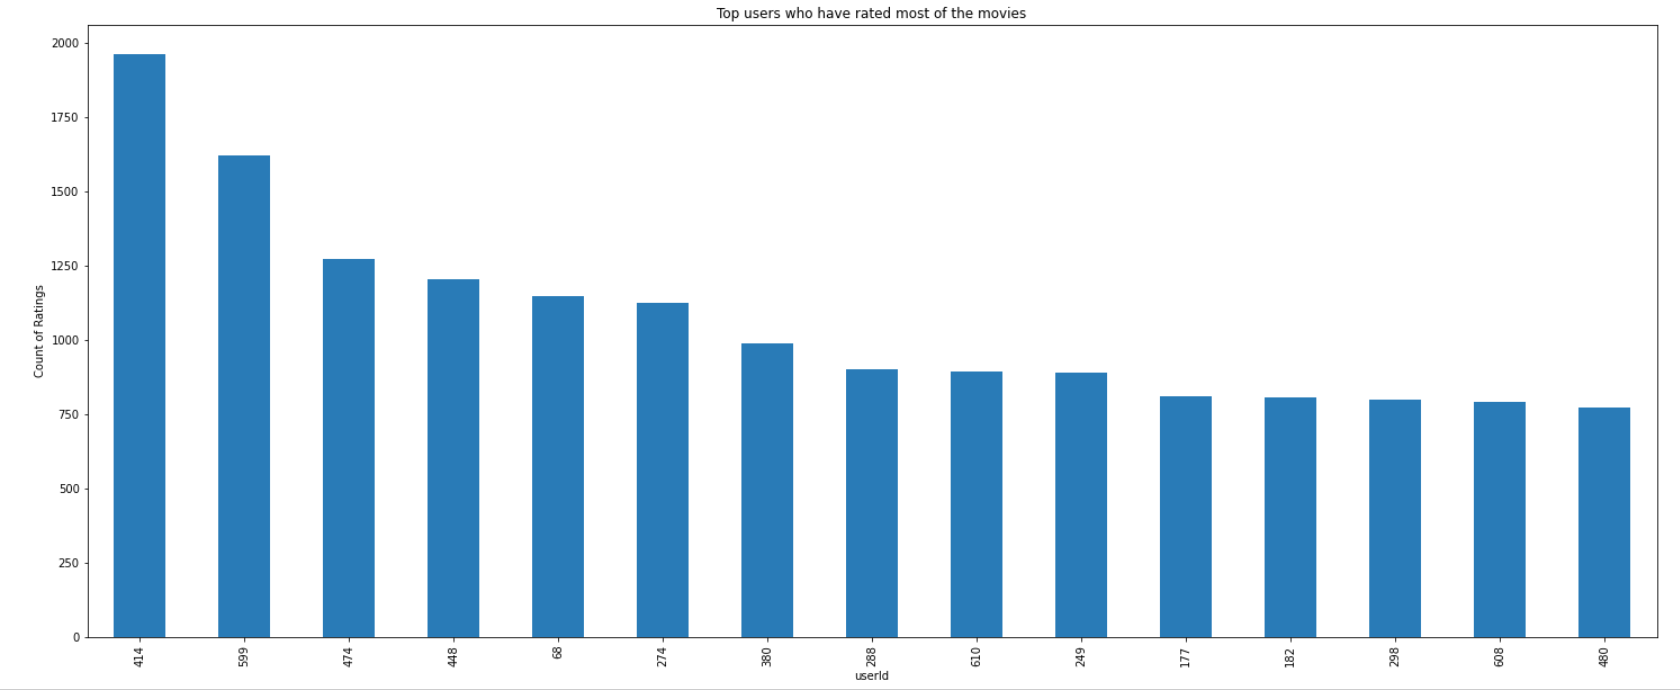 Top users who have rated most of the movies
2000
1750
1500
1250
1000
750
500
250
0
Count of Ratings
414 599 474 448 68 274 380 288 610 249 177 182 298 608 480
userId